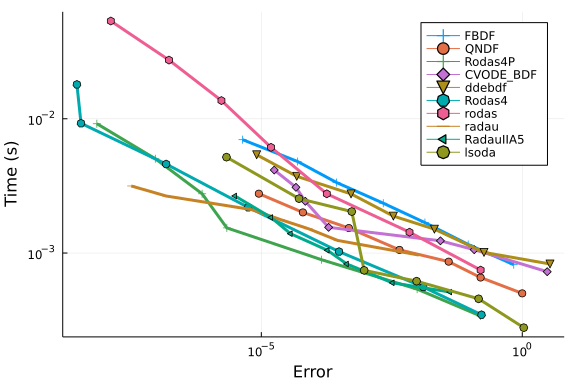 FBDF
QNDF
Rodas4P
CVODE_BDF
ddebdf
Rodas4
rodas
radau
RadauIIA5
lsoda
Time (s)
10⁻²
10⁻³
10⁻⁵
10⁰
Error